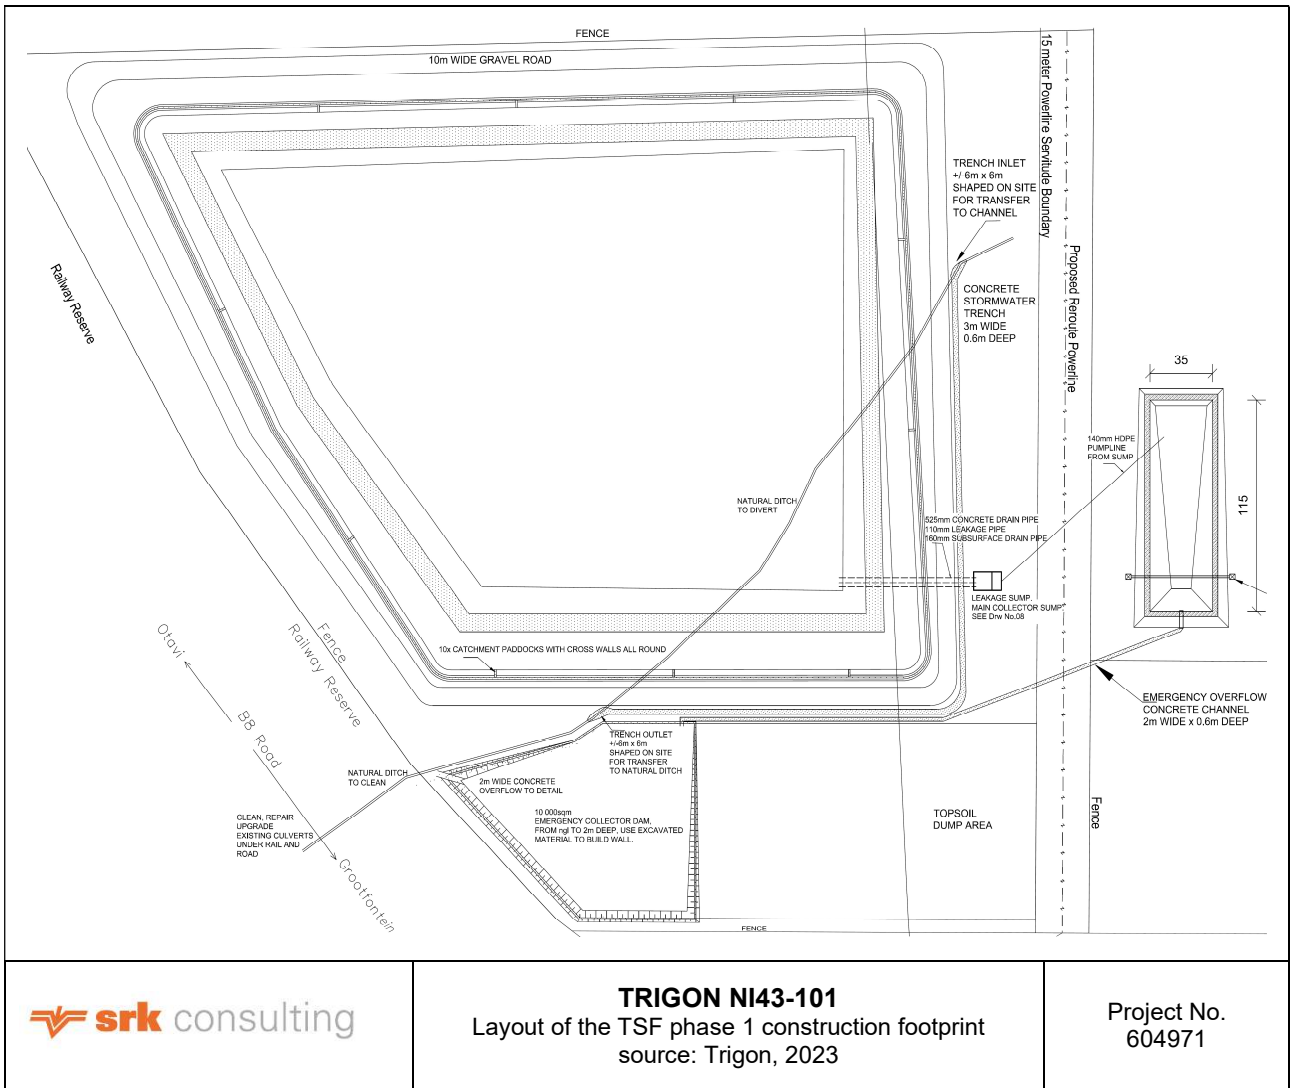 FENCE
10m WIDE GRAVEL ROAD
15 meter Powerline Servitude Boundary
TRENCH INLET
+/ 6m x 6m
SHAPED ON SITE
FOR TRANSFER
TO CHANNEL
Proposed Reroute Powerline
Railway Reserve
CONCRETE
STORMWATER
TRENCH
3m WIDE
0.6m DEEP
35
115
140mm HDPE
PUMPLINE
FROM SUMP
NATURAL DITCH
TO DIVERT
525mm CONCRETE DRAIN PIPE
110mm LEAKAGE PIPE
160mm SUBSURFACE DRAIN PIPE
LEAKAGE SUMP.
MAIN COLLECTOR SUMP
SEE Drw No.08
10x CATCHMENT PADDOCKS WITH CROSS WALLS ALL ROUND
Fence
Railway Reserve
Otavi
B8 Road
Grootfontein
EMERGENCY OVERFLOW
CONCRETE CHANNEL
2m WIDE x 0.6m DEEP
TRENCH OUTLET
+/-6m x 6m
SHAPED ON SITE
FOR TRANSFER
TO NATURAL DITCH
NATURAL DITCH
TO CLEAN
2m WIDE CONCRETE
OVERFLOW TO DETAIL
10 000sqm
EMERGENCY COLLECTOR DAM,
FROM ngl TO 2m DEEP, USE EXCAVATED
MATERIAL TO BUILD WALL.
CLEAN, REPAIR
UPGRADE
EXISTING CULVERTS
UNDER RAIL AND
ROAD
TOPSOIL
DUMP AREA
Fence
FENCE
srk consulting
TRIGON NI43-101
Layout of the TSF phase 1 construction footprint
source: Trigon, 2023
Project No.
604971